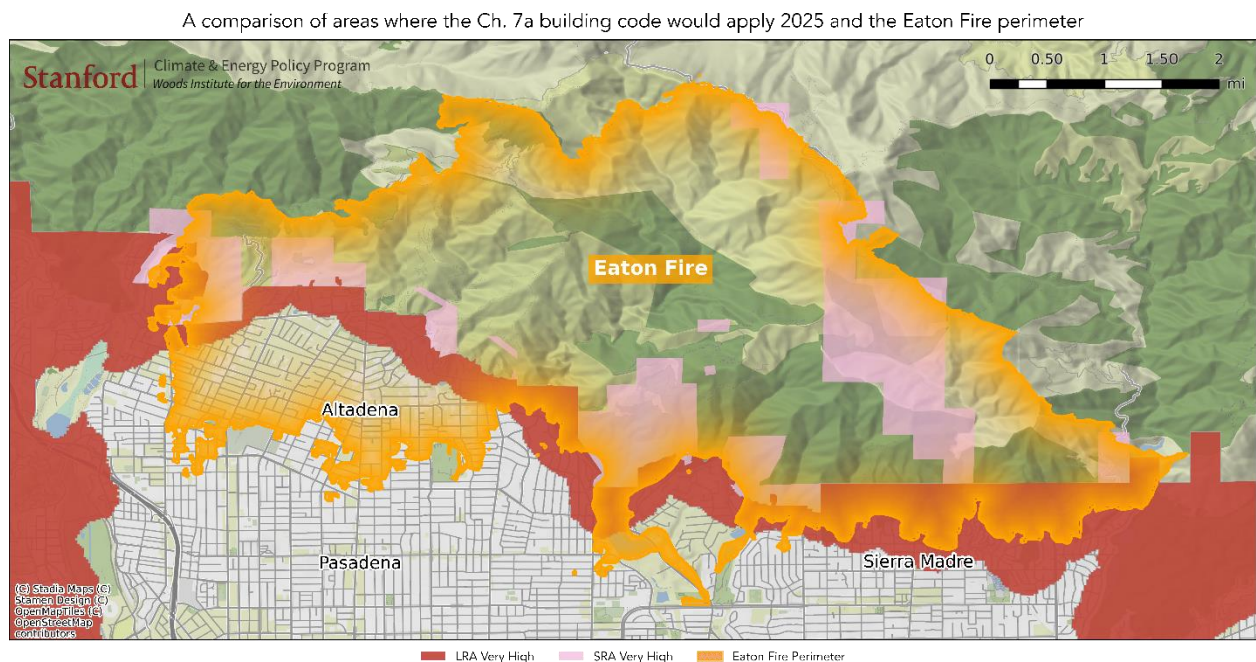 A comparison of areas where the Ch. 7a building code would apply 2025 and the Eaton Fire perimeter
Stanford
Climate & Energy Policy Program
Woods Institute for the Environment
0 0.50 1 1.50 2
mi
Eaton Fire
Altadena
Pasadena
Sierra Madre
(C) Stadia Maps (C)
Stamen Design (C)
OpenMapTiles (C)
OpenStreetMap
contributors
LRA Very High SRA Very High Eaton Fire Perimeter